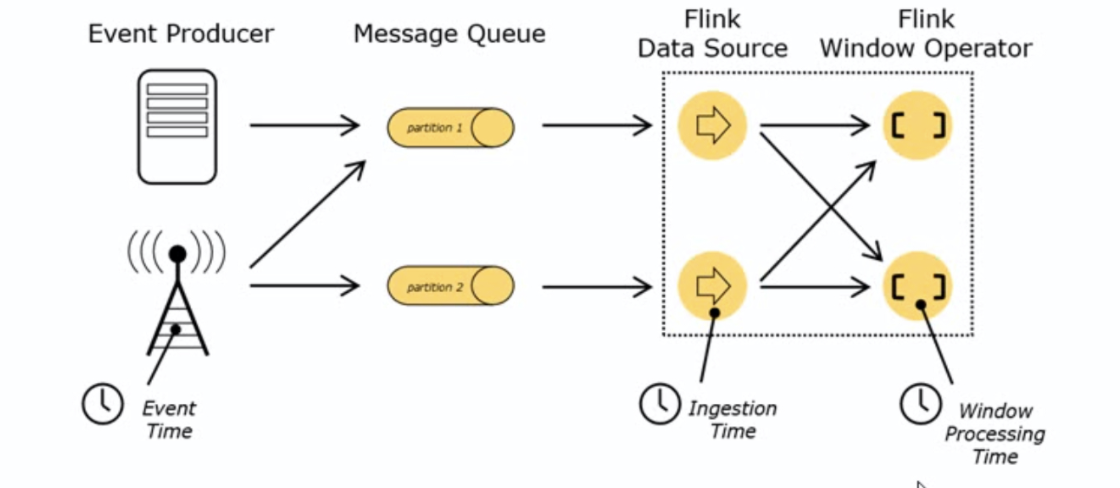 Event Producer
Message Queue
Flink
Data Source
Flink
Window Operator
partition 1
partition 2
Event
Time
Ingestion
Time
Window
Processing
Time